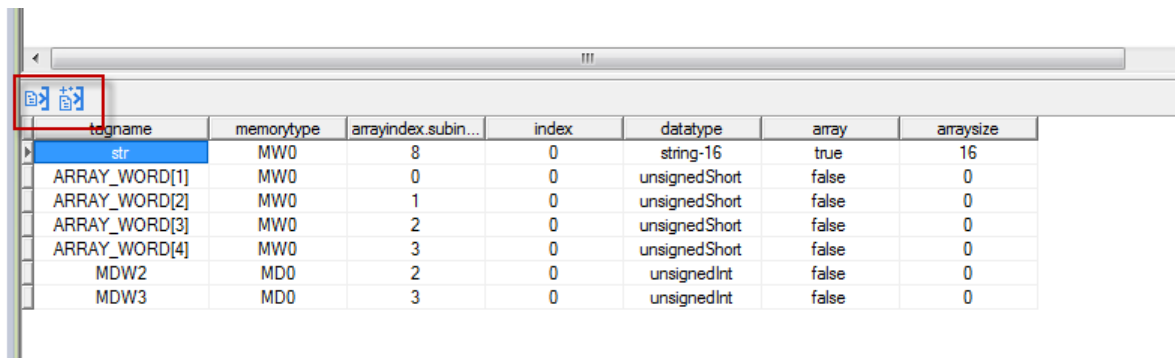 tagname memorytype arrayindex.subin... index datatype array arraysize
str MW0 8 0 string-16 true 16
ARRAY_WORD[1] MW0 0 0 unsignedShort false 0
ARRAY_WORD[2] MW0 1 0 unsignedShort false 0
ARRAY_WORD[3] MW0 2 0 unsignedShort false 0
ARRAY_WORD[4] MW0 3 0 unsignedShort false 0
MDW2 MD0 2 0 unsignedInt false 0
MDW3 MD0 3 0 unsignedInt false 0